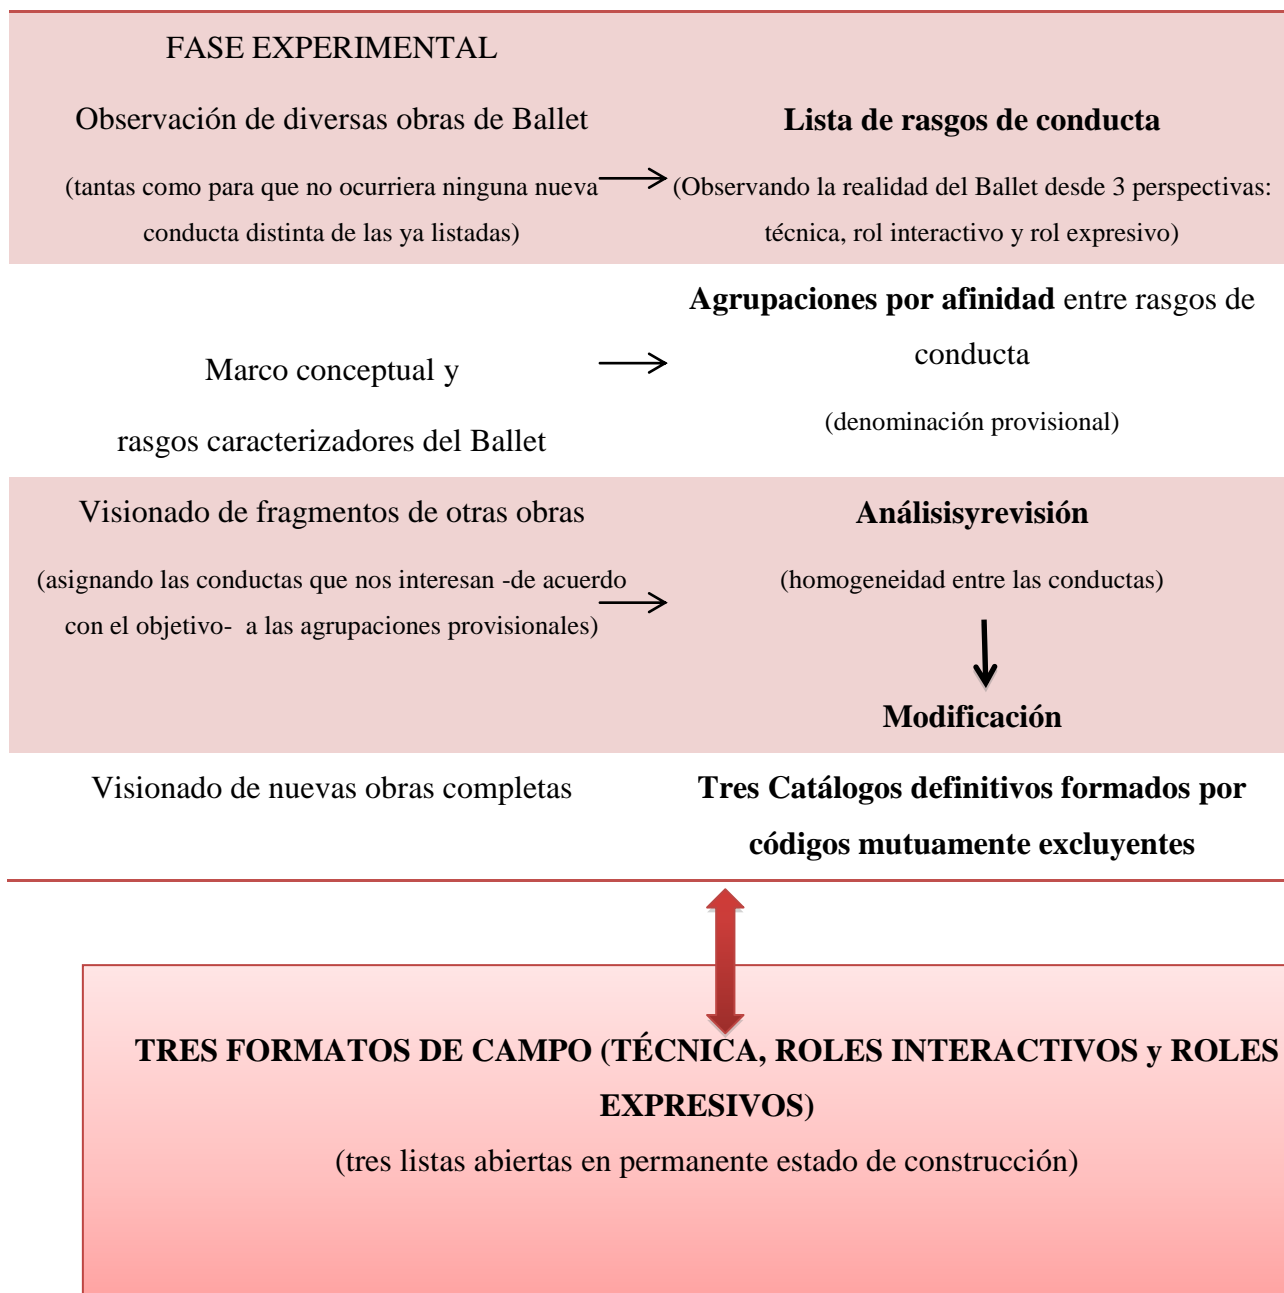 FASE EXPERIMENTAL
Observación de diversas obras de Ballet
(tantas como para que no ocurriera ninguna nueva
conducta distinta de las ya listadas)
Lista de rasgos de conducta
(Observando la realidad del Ballet desde 3 perspectivas:
técnica, rol interactivo y rol expresivo)
Marco conceptual y
rasgos caracterizadores del Ballet
Agrupaciones por afinidad entre rasgos de
conducta
(denominación provisional)
Visionado de fragmentos de otras obras
(asignando las conductas que nos interesan -de acuerdo
con el objetivo- a las agrupaciones provisionales)
Análisisyrevisión
(homogeneidad entre las conductas)
Modificación
Visionado de nuevas obras completas
Tres Catálogos definitivos formados por
códigos mutuamente excluyentes
TRES FORMATOS DE CAMPO (TÉCNICA, ROLES INTERACTIVOS y ROLES
EXPRESIVOS)
(tres listas abiertas en permanente estado de construcción)